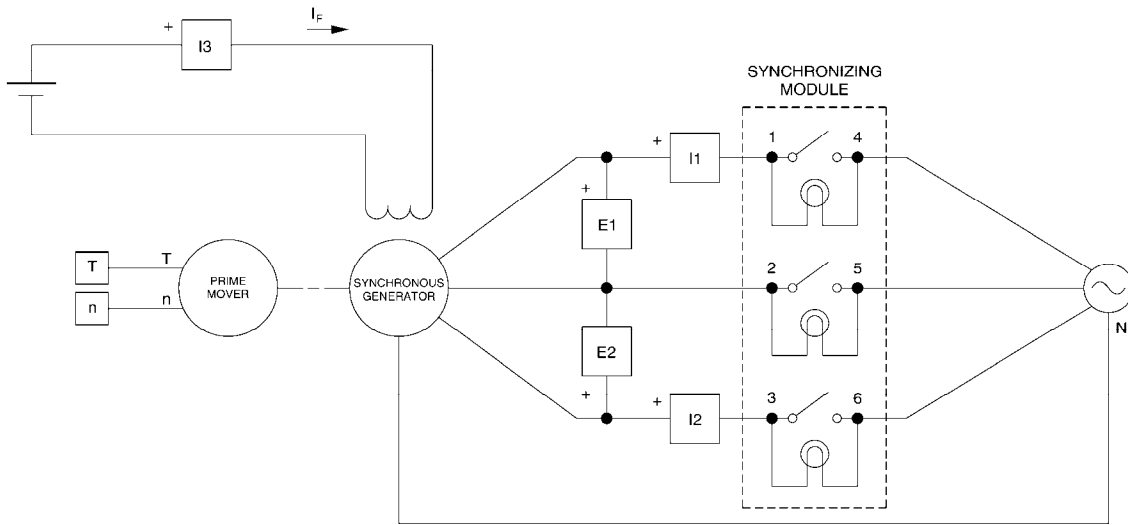 I_F
+ I3
SYNCHRONIZING
MODULE
+ I1 1 4
+
E1
T T
PRIME
MOVER
SYNCHRONOUS
GENERATOR
2 5
n n
N
E2
+
+ I2 3 6